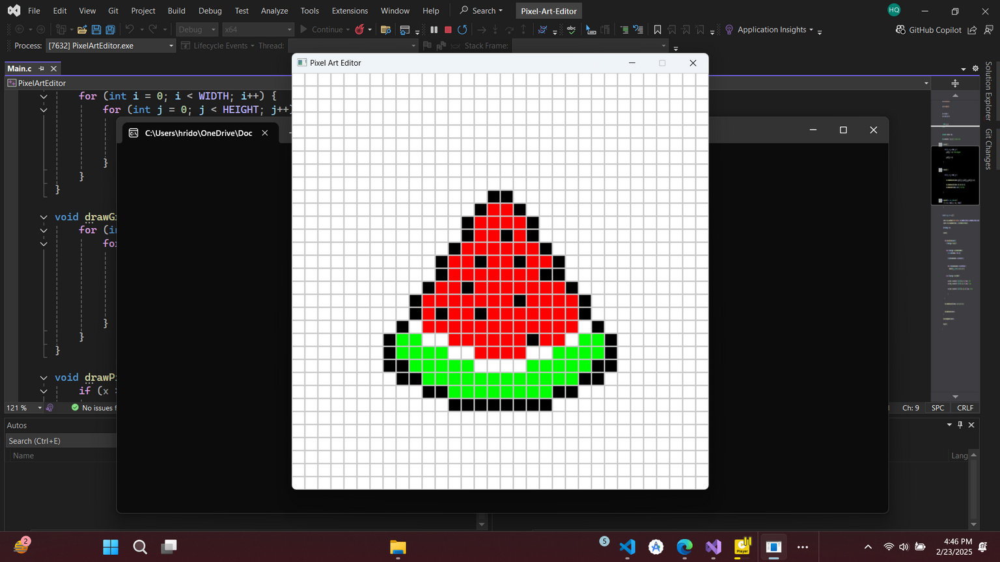 File Edit View Git Project Build Debug Test Analyze Tools Extensions Window Help Search Pixel-Art-Editor HQ
Debug x64 Continue Application Insights GitHub Copilot
Process: [7632] PixelArtEditor.exe Lifecycle Events Thread: Stack Frame:
Pixel Art Editor
Main.c
PixelArtEditor
for (int i = 0; i < WIDTH; i++) {
for (int j = 0; j < HEIGHT; j++)
C:\Users\hrido\OneDrive\Doc
}
}
}
void drawG
for (in
for
}
}
}
void drawP
if (x
Solution Explorer
Git Changes
121 % No issues Ch: 9 SPC CRLF
Autos
Search (Ctrl+E)
Name Lang
2
5
Player
4:46 PM
2/23/2025